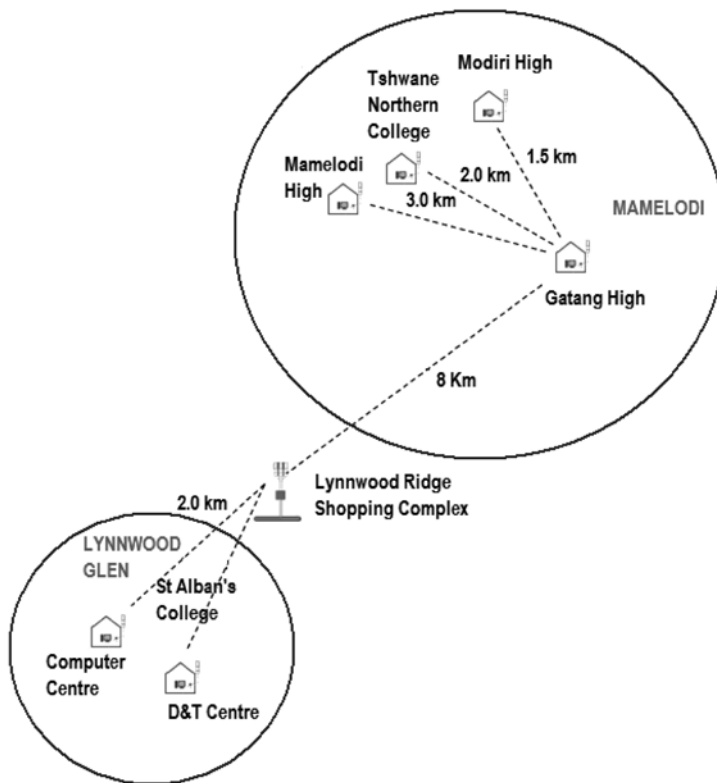 Modiri High
Tshwane
Northern
College
1.5 km
Mamelodi
High
2.0 km
3.0 km
MAMELODI
Gatang High
8 Km
Lynnwood Ridge
Shopping Complex
2.0 km
LYNNWOOD
GLEN
St Alban's
College
Computer
Centre
D&T Centre